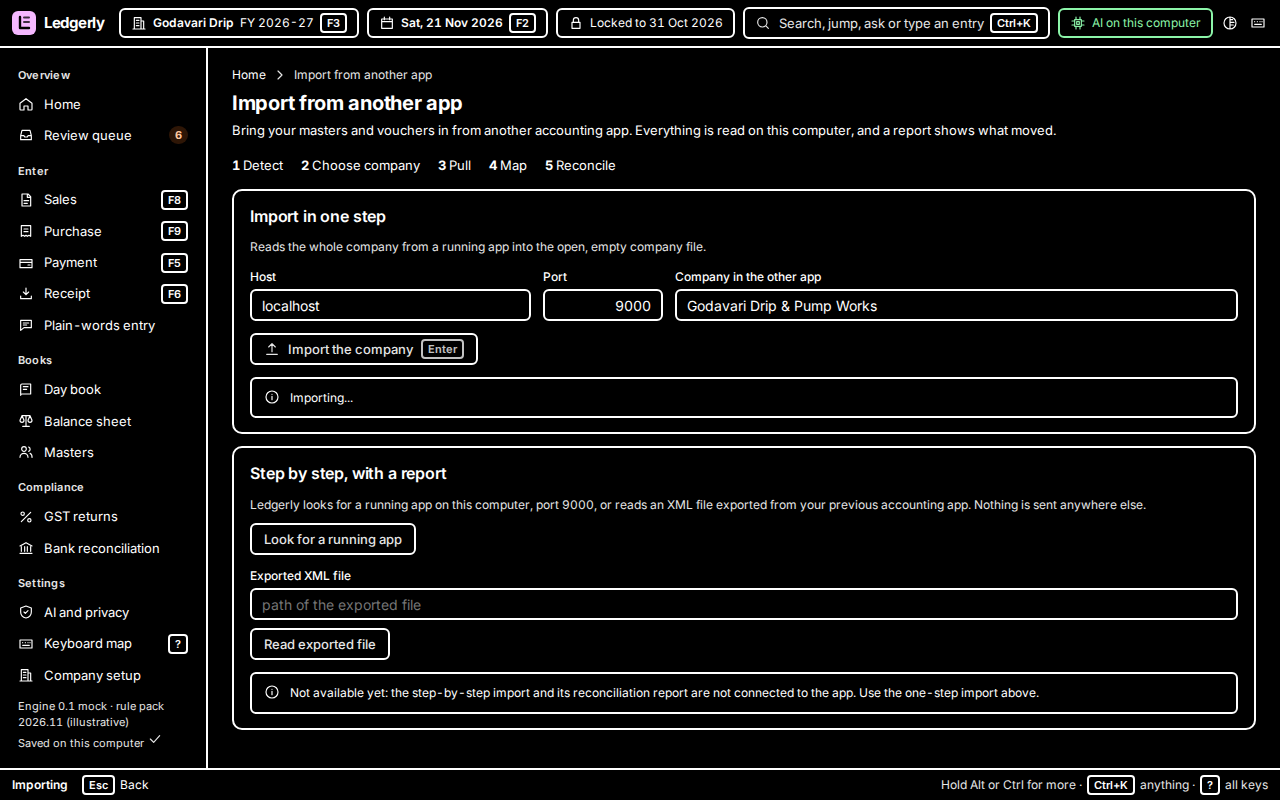 Ledgerly
Godavari Drip FY 2026-27 F3
Sat, 21 Nov 2026 F2
Locked to 31 Oct 2026
Search, jump, ask or type an entry Ctrl+K
AI on this computer
Overview
Home
Review queue 6
Enter
Sales F8
Purchase F9
Payment F5
Receipt F6
Plain-words entry
Books
Day book
Balance sheet
Masters
Compliance
GST returns
Bank reconciliation
Settings
AI and privacy
Keyboard map ?
Company setup
Engine 0.1 mock · rule pack
2026.11 (illustrative)
Saved on this computer
Home Import from another app
Import from another app
Bring your masters and vouchers in from another accounting app. Everything is read on this computer, and a report shows what moved.
1 Detect 2 Choose company 3 Pull 4 Map 5 Reconcile
Import in one step
Reads the whole company from a running app into the open, empty company file.
Host Port Company in the other app
localhost 9000 Godavari Drip & Pump Works
Import the company Enter
Importing...
Step by step, with a report
Ledgerly looks for a running app on this computer, port 9000, or reads an XML file exported from your previous accounting app. Nothing is sent anywhere else.
Look for a running app
Exported XML file
path of the exported file
Read exported file
Not available yet: the step-by-step import and its reconciliation report are not connected to the app. Use the one-step import above.
Importing Esc Back
Hold Alt or Ctrl for more · Ctrl+K anything · ? all keys